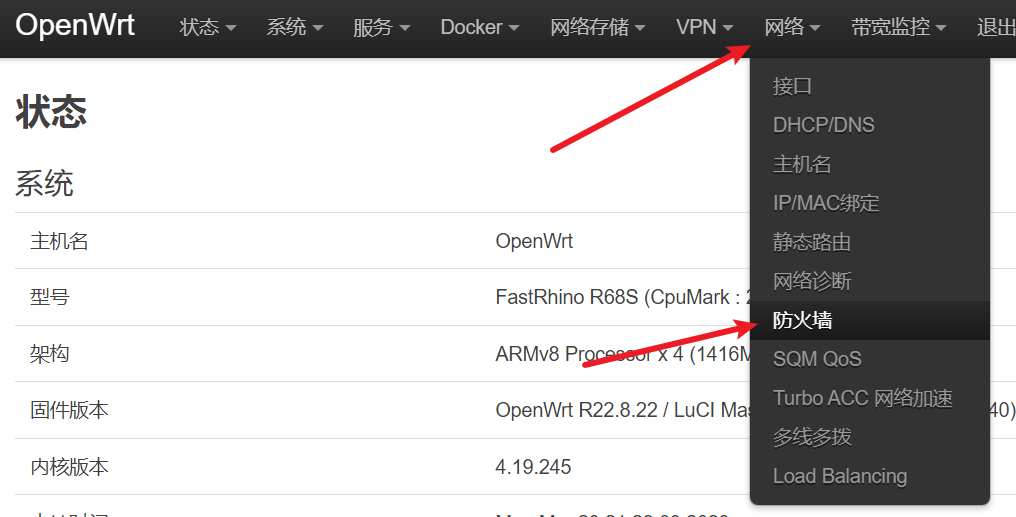 OpenWrt 状态 系统 服务 Docker 网络存储 VPN 网络 带宽监控 退出
接口
DHCP/DNS
主机名
IP/MAC绑定
静态路由
网络诊断
防火墙
SQM QoS
Turbo ACC 网络加速
多线多拨
Load Balancing
状态
系统
主机名 OpenWrt
型号 FastRhino R68S (CpuMark : 2
架构 ARMv8 Processor x 4 (1416M
固件版本 OpenWrt R22.8.22 / LuCI Mas 40)
内核版本 4.19.245